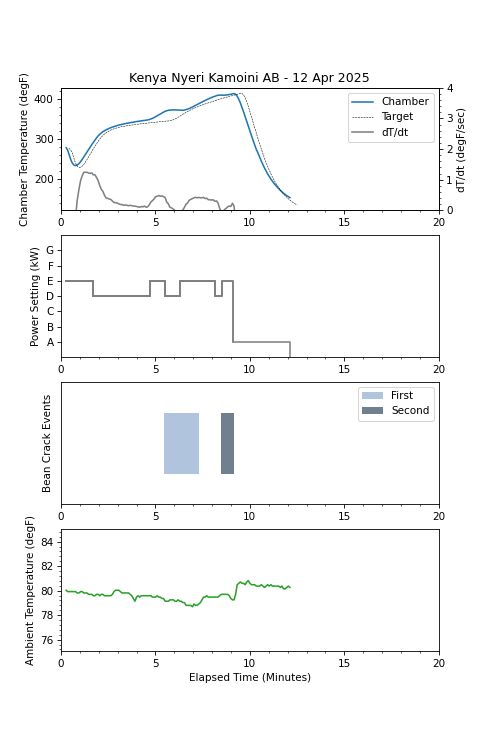 Kenya Nyeri Kamoini AB - 12 Apr 2025
Chamber Temperature (degF)
400
300
200
4
3
2
1
0
dT/dt (degF/sec)
Chamber
Target
dT/dt
0 5 10 15 20
Power Setting (kW)
G
F
E
D
C
B
A
0 5 10 15 20
Bean Crack Events
First
Second
0 5 10 15 20
Ambient Temperature (degF)
84
82
80
78
76
0 5 10 15 20
Elapsed Time (Minutes)